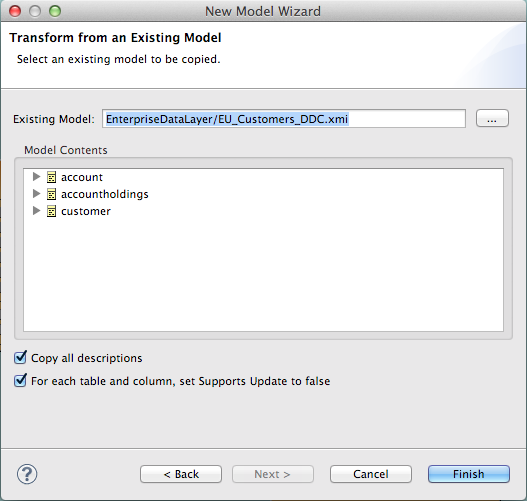 New Model Wizard
Transform from an Existing Model
Select an existing model to be copied.
Existing Model: EnterpriseDataLayer/EU_Customers_DDC.xmi ...
Model Contents
account
accountholdings
customer
Copy all descriptions
For each table and column, set Supports Update to false
? < Back Next > Cancel Finish